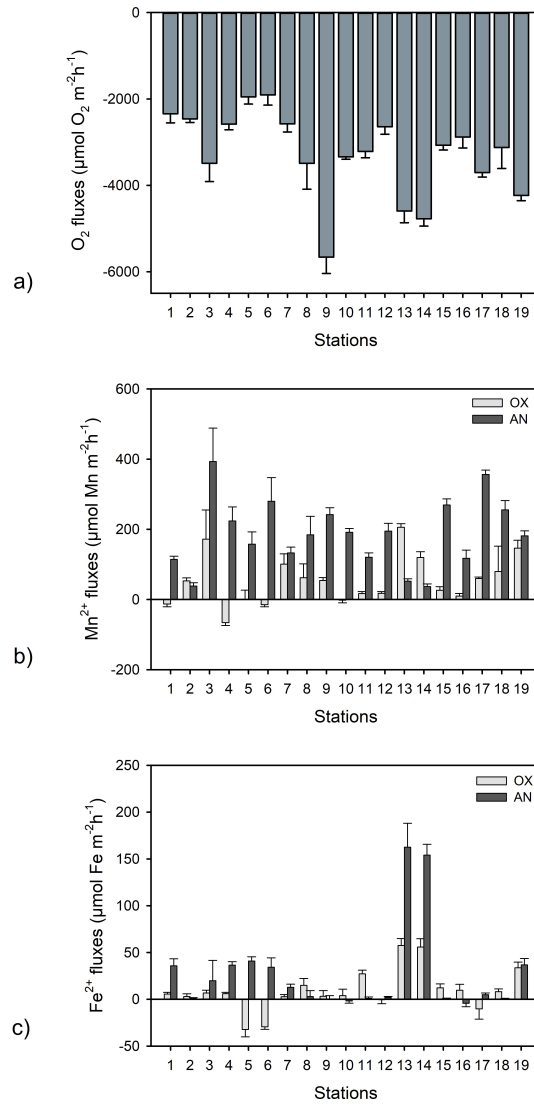 0
-2000
-4000
-6000
O₂ fluxes (µmol O₂ m⁻²h⁻¹)
1 2 3 4 5 6 7 8 9 10 11 12 13 14 15 16 17 18 19
Stations
a)
600
400
200
0
-200
Mn²⁺ fluxes (µmol Mn m⁻²h⁻¹)
OX
AN
1 2 3 4 5 6 7 8 9 10 11 12 13 14 15 16 17 18 19
Stations
b)
250
200
150
100
50
0
-50
Fe²⁺ fluxes (µmol Fe m⁻²h⁻¹)
OX
AN
1 2 3 4 5 6 7 8 9 10 11 12 13 14 15 16 17 18 19
Stations
c)